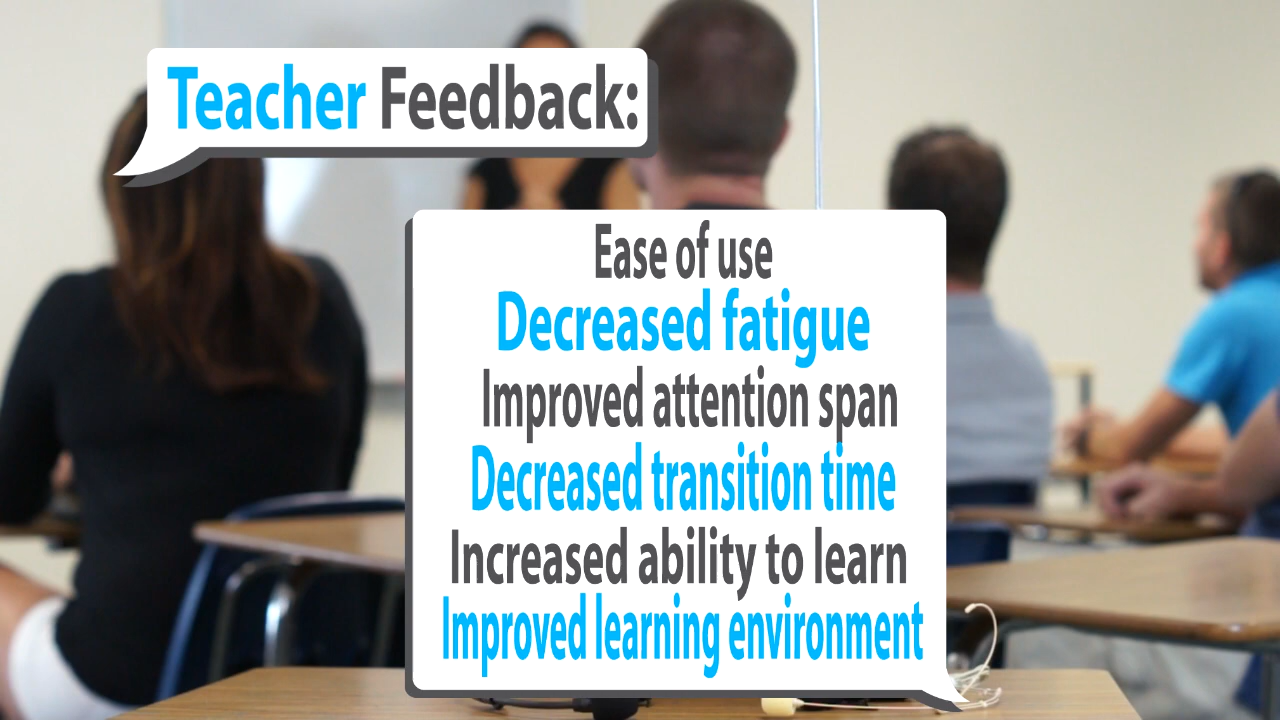 Teacher Feedback:
Ease of use
Decreased fatigue
Improved attention span
Decreased transition time
Increased ability to learn
Improved learning environment